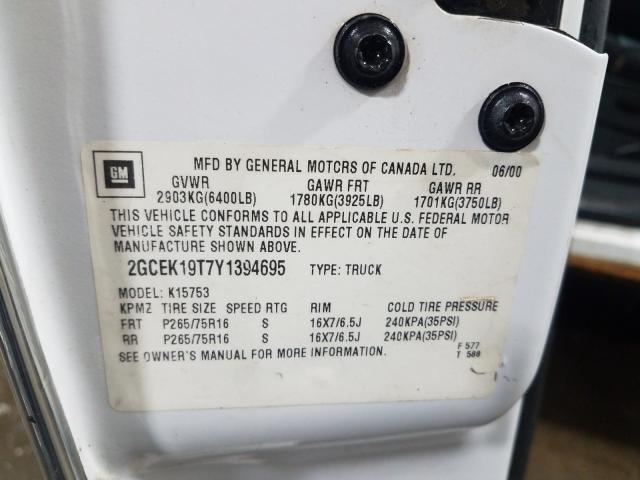 GM
MFD BY GENERAL MOTORS OF CANADA LTD. 06/00
GVWR GAWR FRT GAWR RR
2903KG(6400LB) 1780KG(3925LB) 1701KG(3750LB)
THIS VEHICLE CONFORMS TO ALL APPLICABLE U.S. FEDERAL MOTOR
VEHICLE SAFETY STANDARDS IN EFFECT ON THE DATE OF
MANUFACTURE SHOWN ABOVE.
2GCEK19T7Y1394695 TYPE: TRUCK
MODEL: K15753
KPMZ TIRE SIZE SPEED RTG RIM COLD TIRE PRESSURE
FRT P265/75R16 S 16X7/6.5J 240KPA(35PSI)
RR P265/75R16 S 16X7/6.5J 240KPA(35PSI)
SEE OWNER'S MANUAL FOR MORE INFORMATION.
F 577
T 588